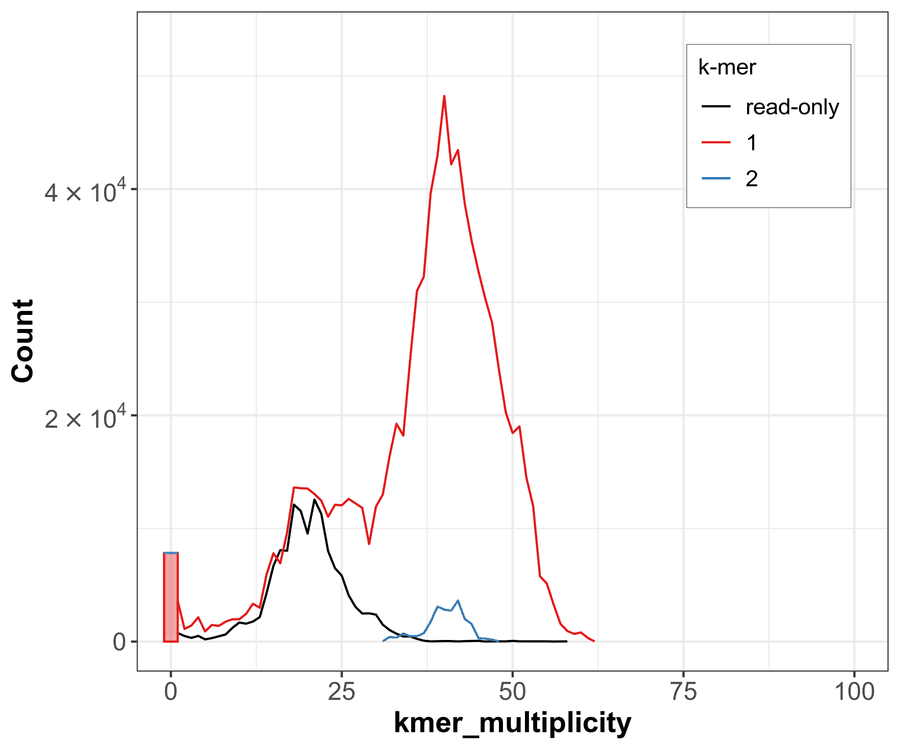 k-mer
read-only
1
2
Count
4 × 10⁴
2 × 10⁴
0
0 25 50 75 100
kmer_multiplicity